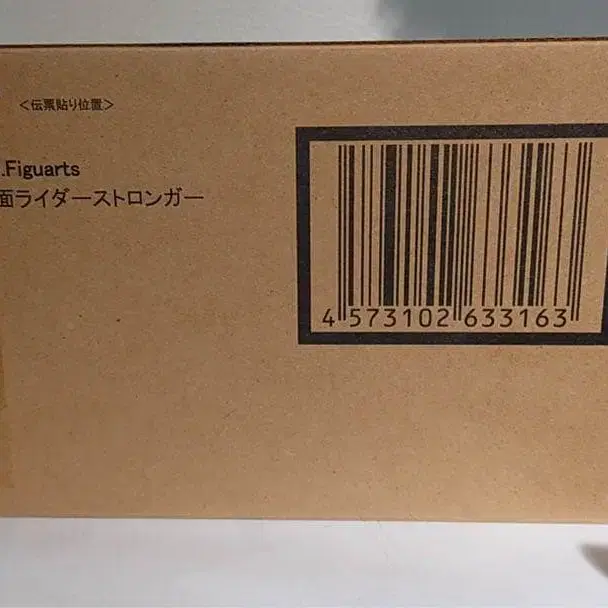 ＜伝票貼り位置＞
.Figuarts
面ライダーストロンガー
4 573102 633163